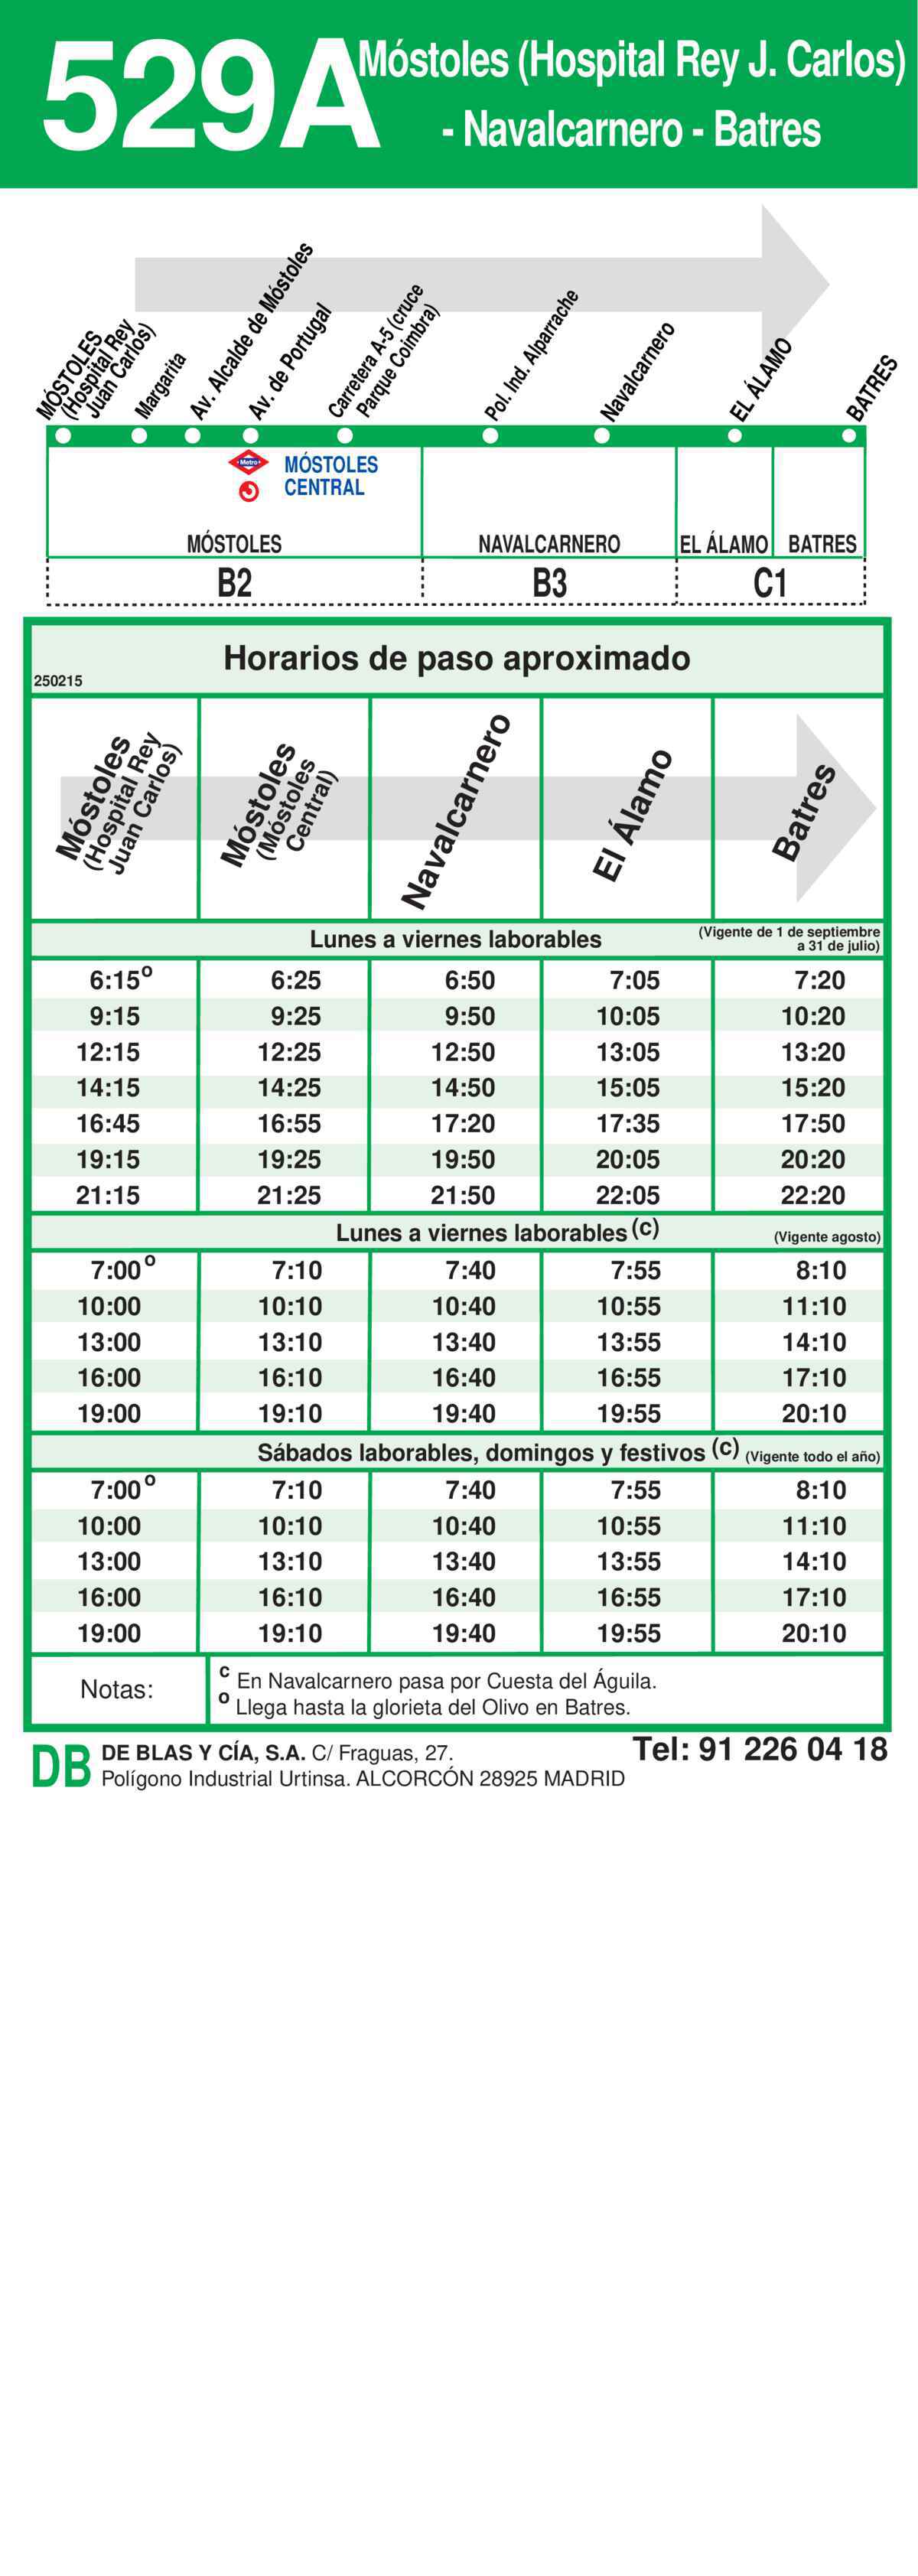 529A
Móstoles (Hospital Rey J. Carlos)
- Navalcarnero - Batres
MÓSTOLES
(Hospital Rey
Juan Carlos)
Margarita
Av. Alcalde de Móstoles
Av. de Portugal
Carretera A-5 (cruce
Parque Coimbra)
Pol. Ind. Alparrache
Navalcarnero
EL ÁLAMO
BATRES
Metro
MÓSTOLES
CENTRAL
MÓSTOLES NAVALCARNERO EL ÁLAMO BATRES
B2 B3 C1
Horarios de paso aproximado
250215
Móstoles
(Hospital Rey
Juan Carlos)
Móstoles
(Móstoles
Central)
Navalcarnero
El Álamo
Batres
Lunes a viernes laborables (Vigente de 1 de septiembre
a 31 de julio)
6:15º 6:25 6:50 7:05 7:20
9:15 9:25 9:50 10:05 10:20
12:15 12:25 12:50 13:05 13:20
14:15 14:25 14:50 15:05 15:20
16:45 16:55 17:20 17:35 17:50
19:15 19:25 19:50 20:05 20:20
21:15 21:25 21:50 22:05 22:20
Lunes a viernes laborables (c) (Vigente agosto)
7:00º 7:10 7:40 7:55 8:10
10:00 10:10 10:40 10:55 11:10
13:00 13:10 13:40 13:55 14:10
16:00 16:10 16:40 16:55 17:10
19:00 19:10 19:40 19:55 20:10
Sábados laborables, domingos y festivos (c) (Vigente todo el año)
7:00º 7:10 7:40 7:55 8:10
10:00 10:10 10:40 10:55 11:10
13:00 13:10 13:40 13:55 14:10
16:00 16:10 16:40 16:55 17:10
19:00 19:10 19:40 19:55 20:10
Notas:
c En Navalcarnero pasa por Cuesta del Águila.
o Llega hasta la glorieta del Olivo en Batres.
DB DE BLAS Y CÍA, S.A. C/ Fraguas, 27. Tel: 91 226 04 18
Polígono Industrial Urtinsa. ALCORCÓN 28925 MADRID